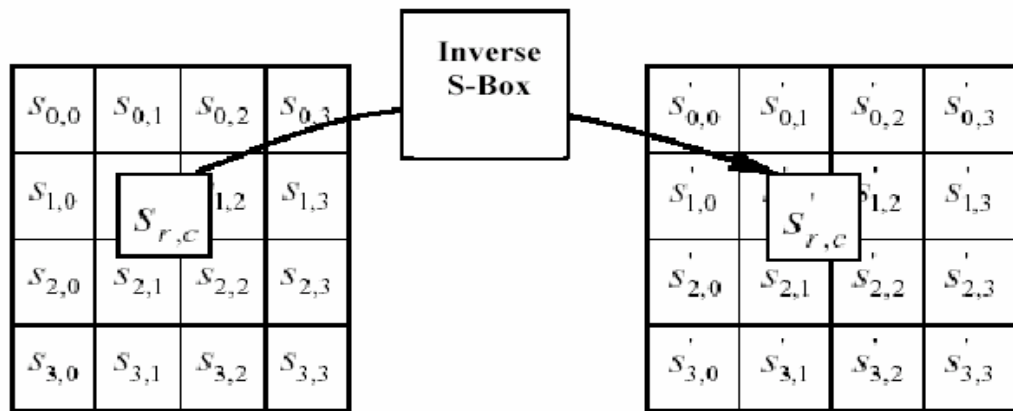 Inverse
S-Box
S0,0 S0,1 S0,2 S0,3
S1,0 1,2 S1,3
Sr,c
S2,0 S2,1 S2,2 S2,3
S3,0 S3,1 S3,2 S3,3
S'0,0 S'0,1 S'0,2 S'0,3
S'1,0 S'1,2 S'1,3
S'r,c
S'2,0 S'2,1 S'2,2 S'2,3
S'3,0 S'3,1 S'3,2 S'3,3